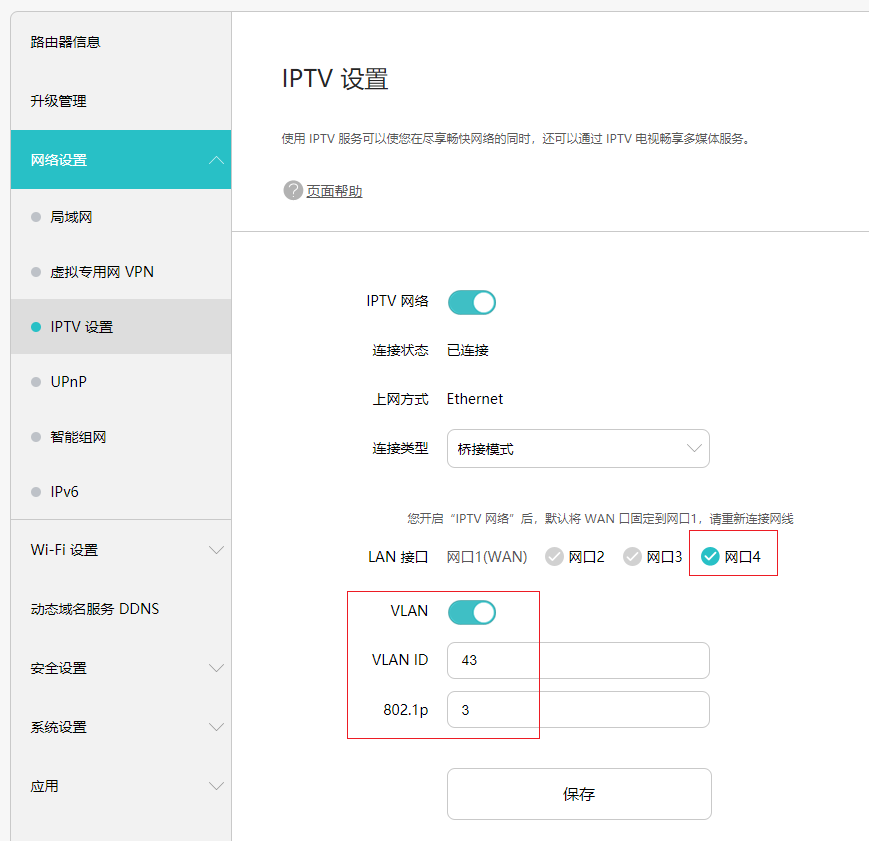 路由器信息
升级管理
网络设置
局域网
虚拟专用网 VPN
IPTV 设置
UPnP
智能组网
IPv6
Wi-Fi 设置
动态域名服务 DDNS
安全设置
系统设置
应用
IPTV 设置
使用 IPTV 服务可以使您在尽享畅快网络的同时，还可以通过 IPTV 电视畅享多媒体服务。
? 页面帮助
IPTV 网络
连接状态 已连接
上网方式 Ethernet
连接类型 桥接模式
您开启“IPTV 网络”后，默认将 WAN 口固定到网口1，请重新连接网线
LAN 接口 网口1(WAN) 网口2 网口3 网口4
VLAN
VLAN ID 43
802.1p 3
保存